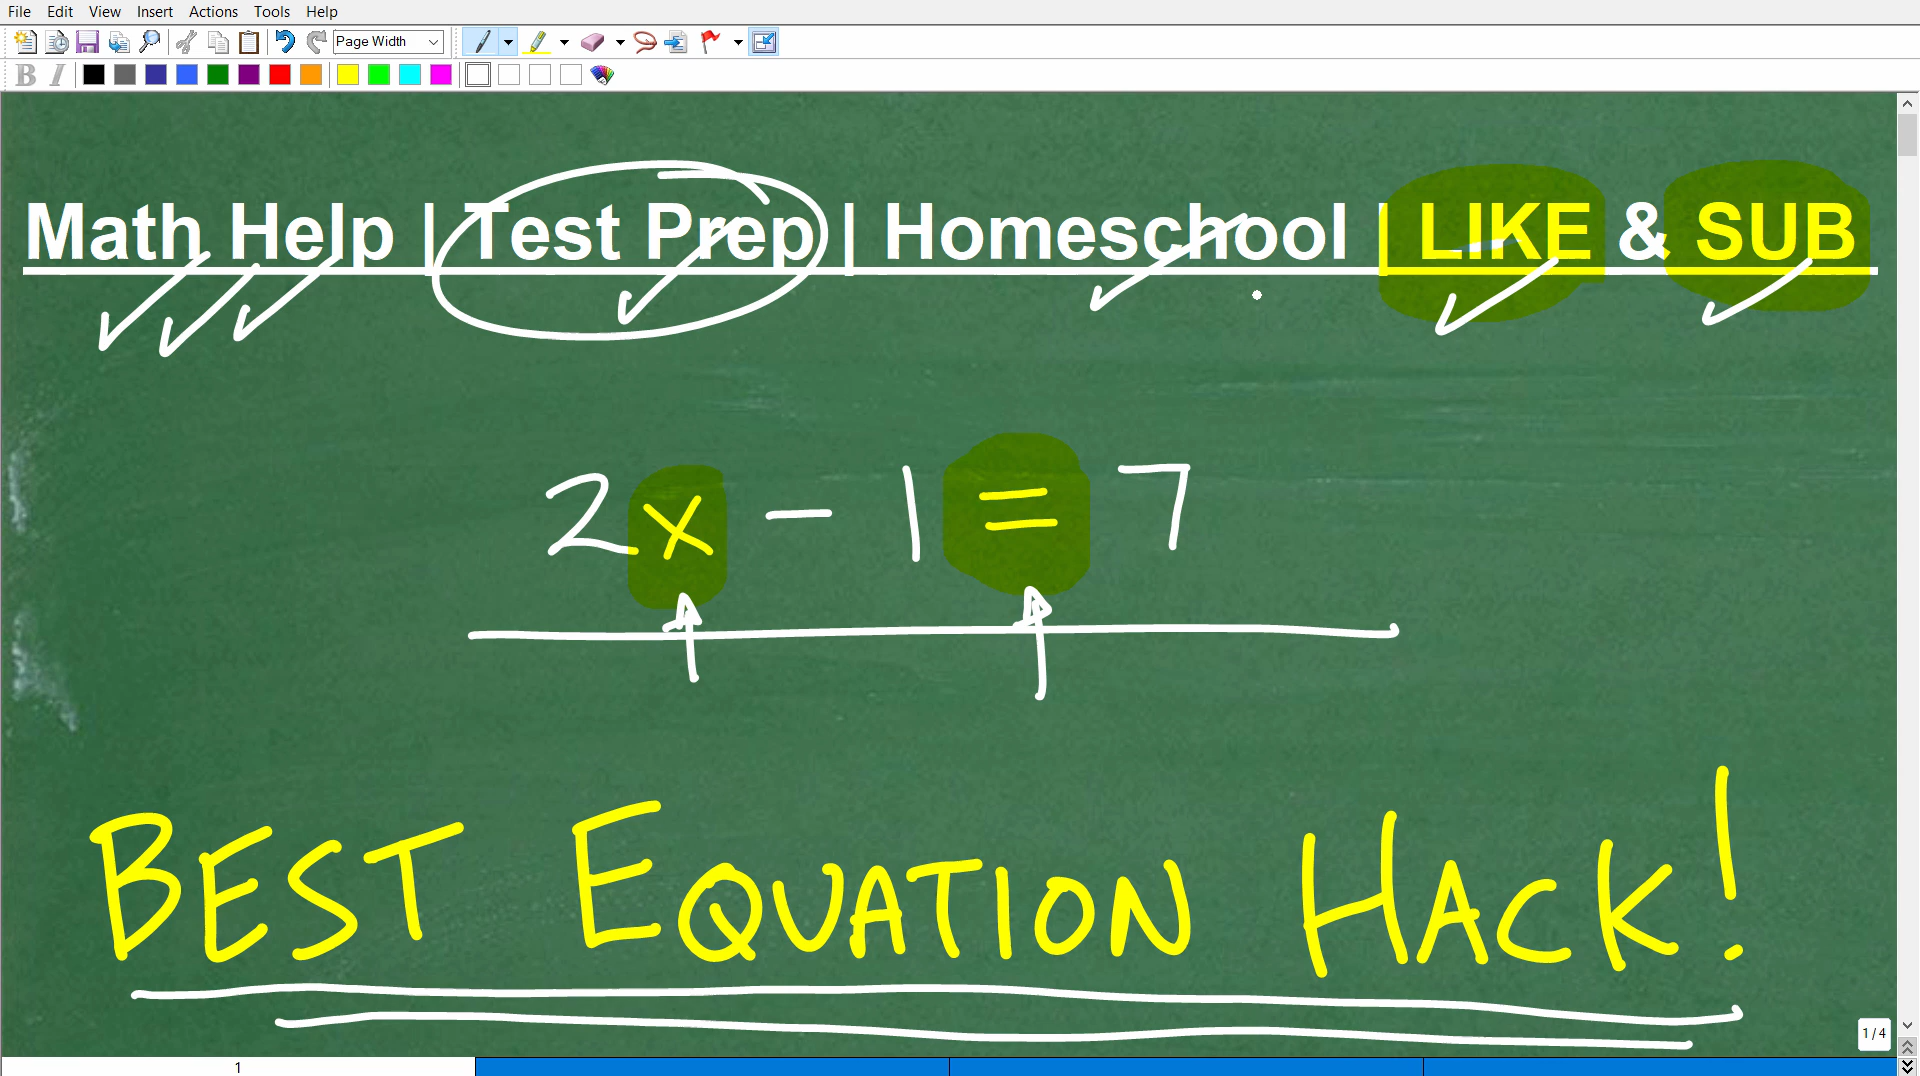 File Edit View Insert Actions Tools Help
Page Width
B I
Math Help | Test Prep | Homeschool | LIKE & SUB
2x - 1 = 7
BEST EQUATION HACK!
1 / 4
1